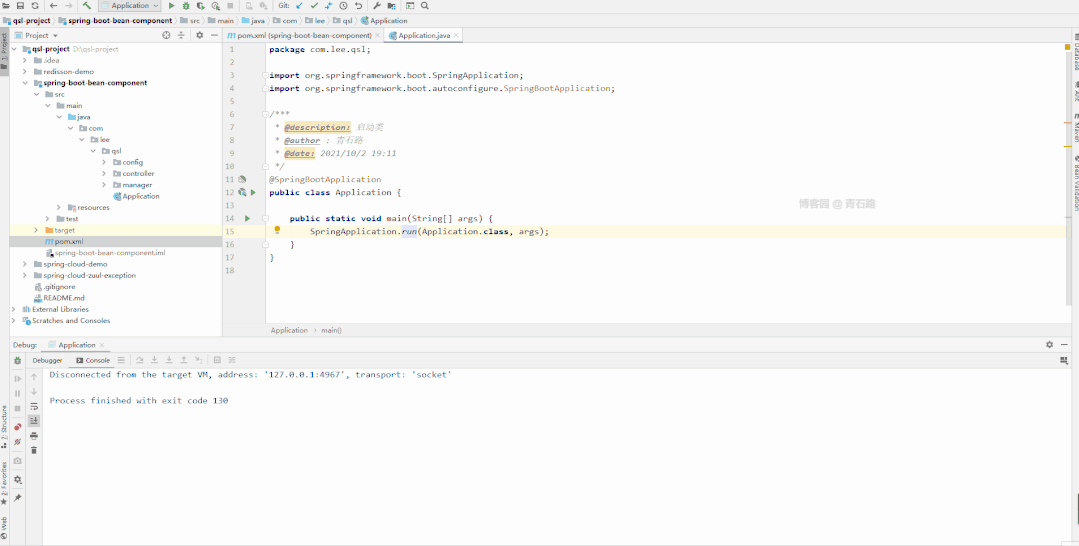 Application
Git:
qsl-project
spring-boot-bean-component
src
main
java
com
lee
qsl
Application
Project
pom.xml (spring-boot-bean-component)
Application.java
qsl-project D:\qsl-project
.idea
redisson-demo
spring-boot-bean-component
src
main
java
com
lee
qsl
config
controller
manager
Application
resources
test
target
pom.xml
spring-boot-bean-component.iml
spring-cloud-demo
spring-cloud-zuul-exception
.gitignore
README.md
External Libraries
Scratches and Consoles
1 package com.lee.qsl;
2
3 import org.springframework.boot.SpringApplication;
4 import org.springframework.boot.autoconfigure.SpringBootApplication;
5
6 /***
7 * @description: 启动类
8 * @author : 青石路
9 * @date: 2021/10/2 19:11
10 */
11 @SpringBootApplication
12 public class Application {
13
14 public static void main(String[] args) {
15 SpringApplication.run(Application.class, args);
16 }
17 }
18
博客园 @ 青石路
Application
main()
Debug:
Application
Debugger
Console
Disconnected from the target VM, address: '127.0.0.1:4967', transport: 'socket'
Process finished with exit code 130
1: Project
7: Structure
2: Favorites
Web
Database
Maven
Bean Validation